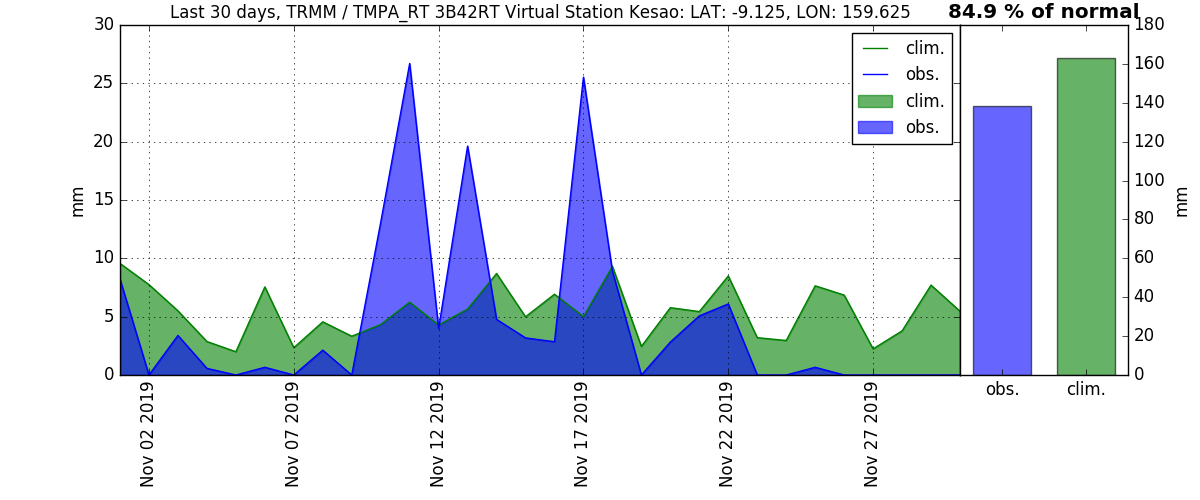 Last 30 days, TRMM / TMPA_RT 3B42RT Virtual Station Kesao: LAT: -9.125, LON: 159.625
84.9 % of normal
30
25
20
15
10
5
0
mm
clim.
obs.
clim.
obs.
Nov 02 2019
Nov 07 2019
Nov 12 2019
Nov 17 2019
Nov 22 2019
Nov 27 2019
180
160
140
120
100
80
60
40
20
0
mm
obs.
clim.